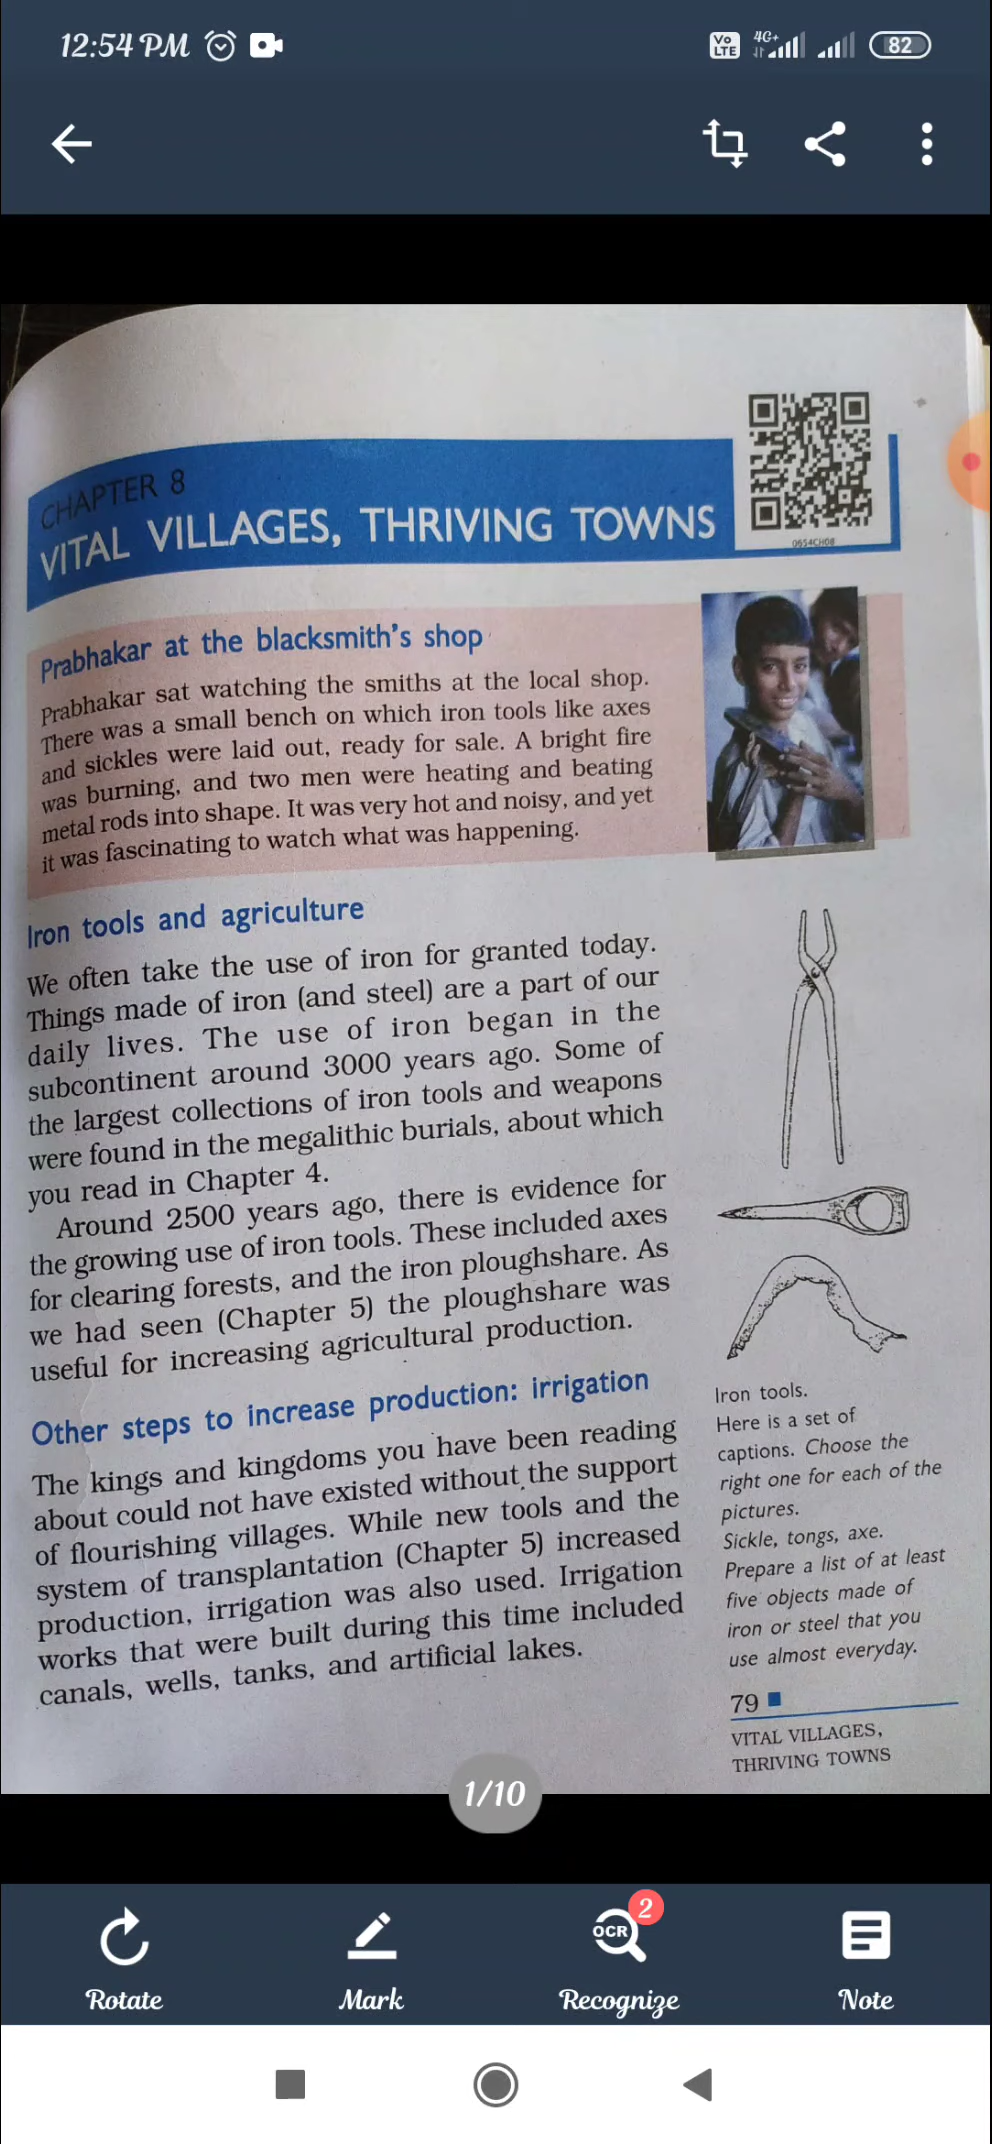 12:54 PM
Vo
LTE
4G+
82
CHAPTER 8
VITAL VILLAGES, THRIVING TOWNS
0654CH08
Prabhakar at the blacksmith's shop
Prabhakar sat watching the smiths at the local shop.
There was a small bench on which iron tools like axes
and sickles were laid out, ready for sale. A bright fire
was burning, and two men were heating and beating
metal rods into shape. It was very hot and noisy, and yet
it was fascinating to watch what was happening.
Iron tools and agriculture
We often take the use of iron for granted today.
Things made of iron (and steel) are a part of our
daily lives. The use of iron began in the
subcontinent around 3000 years ago. Some of
the largest collections of iron tools and weapons
were found in the megalithic burials, about which
you read in Chapter 4.
Around 2500 years ago, there is evidence for
the growing use of iron tools. These included axes
for clearing forests, and the iron ploughshare. As
we had seen (Chapter 5) the ploughshare was
useful for increasing agricultural production.
Other steps to increase production: irrigation
The kings and kingdoms you have been reading
about could not have existed without the support
of flourishing villages. While new tools and the
system of transplantation (Chapter 5) increased
production, irrigation was also used. Irrigation
works that were built during this time included
canals, wells, tanks, and artificial lakes.
Iron tools.
Here is a set of
captions. Choose the
right one for each of the
pictures.
Sickle, tongs, axe.
Prepare a list of at least
five objects made of
iron or steel that you
use almost everyday.
79
VITAL VILLAGES,
THRIVING TOWNS
1/10
OCR
2
Rotate
Mark
Recognize
Note